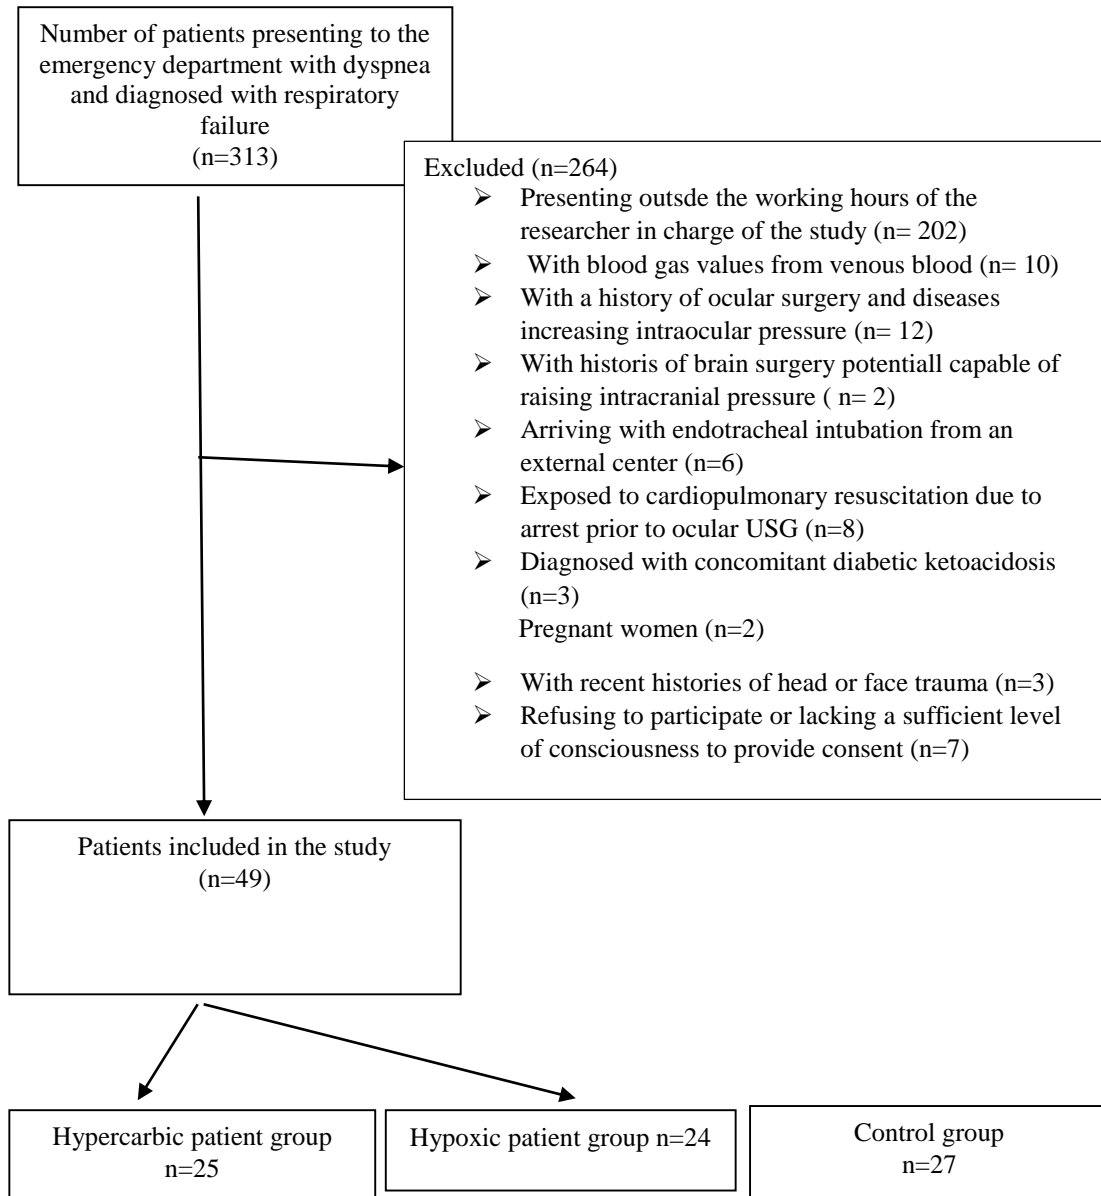 Number of patients presenting to the
emergency department with dyspnea
and diagnosed with respiratory
failure
(n=313)
Excluded (n=264)
➢ Presenting outsde the working hours of the
researcher in charge of the study (n= 202)
➢ With blood gas values from venous blood (n= 10)
➢ With a history of ocular surgery and diseases
increasing intraocular pressure (n= 12)
➢ With historis of brain surgery potentiall capable of
raising intracranial pressure ( n= 2)
➢ Arriving with endotracheal intubation from an
external center (n=6)
➢ Exposed to cardiopulmonary resuscitation due to
arrest prior to ocular USG (n=8)
➢ Diagnosed with concomitant diabetic ketoacidosis
(n=3)
Pregnant women (n=2)
➢ With recent histories of head or face trauma (n=3)
➢ Refusing to participate or lacking a sufficient level
of consciousness to provide consent (n=7)
Patients included in the study
(n=49)
Hypercarbic patient group
n=25
Hypoxic patient group n=24
Control group
n=27